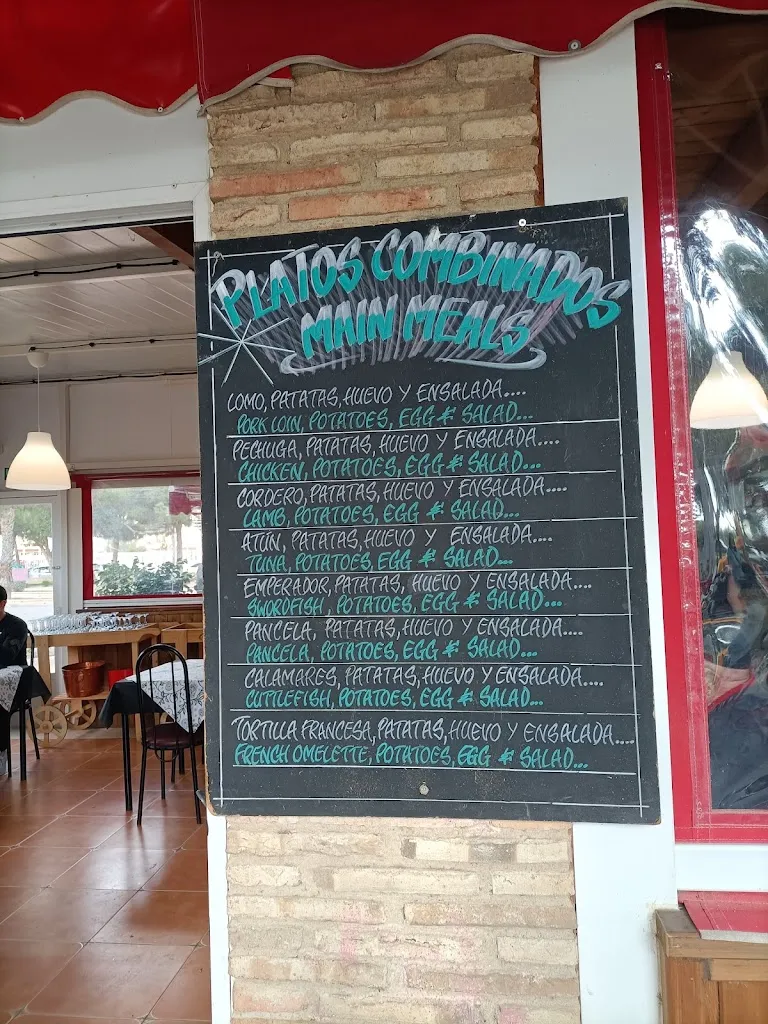 PLATOS COMBINADOS
MAIN MEALS
LOMO, PATATAS, HUEVO Y ENSALADA....
PORK LOIN, POTATOES, EGG & SALAD...
PECHUGA, PATATAS, HUEVO Y ENSALADA....
CHICKEN, POTATOES, EGG & SALAD...
CORDERO, PATATAS, HUEVO Y ENSALADA....
LAMB, POTATOES, EGG & SALAD...
ATÚN, PATATAS, HUEVO Y ENSALADA....
TUNA, POTATOES, EGG & SALAD...
EMPERADOR, PATATAS, HUEVO Y ENSALADA....
SWORDFISH, POTATOES, EGG & SALAD...
PANCELA, PATATAS, HUEVO Y ENSALADA....
PANCELA, POTATOES, EGG & SALAD...
CALAMARES, PATATAS, HUEVO Y ENSALADA....
CUTTLEFISH, POTATOES, EGG & SALAD...
TORTILLA FRANCESA, PATATAS, HUEVO Y ENSALADA....
FRENCH OMELETTE, POTATOES, EGG & SALAD...